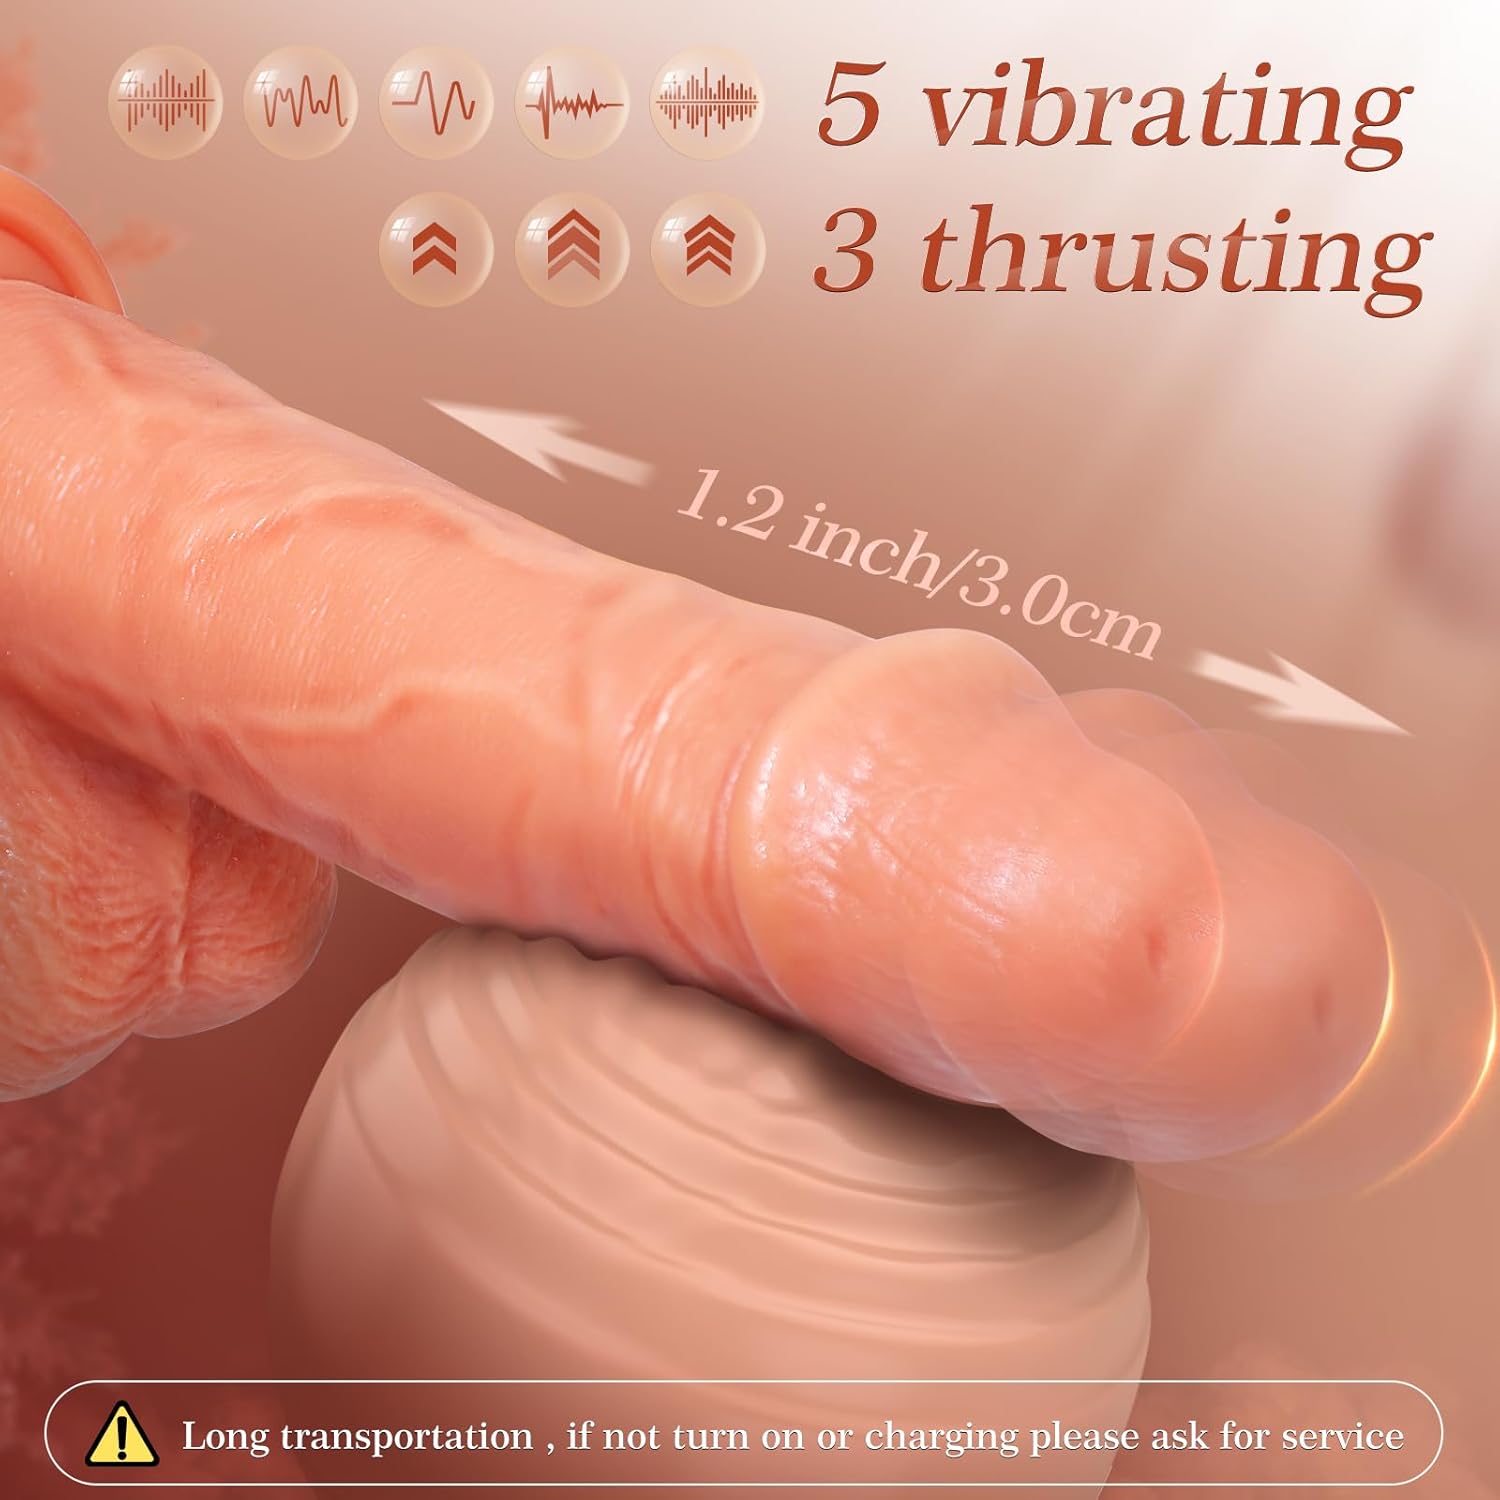 5 vibrating
3 thrusting
1.2 inch/3.0cm
Long transportation , if not turn on or charging please ask for service